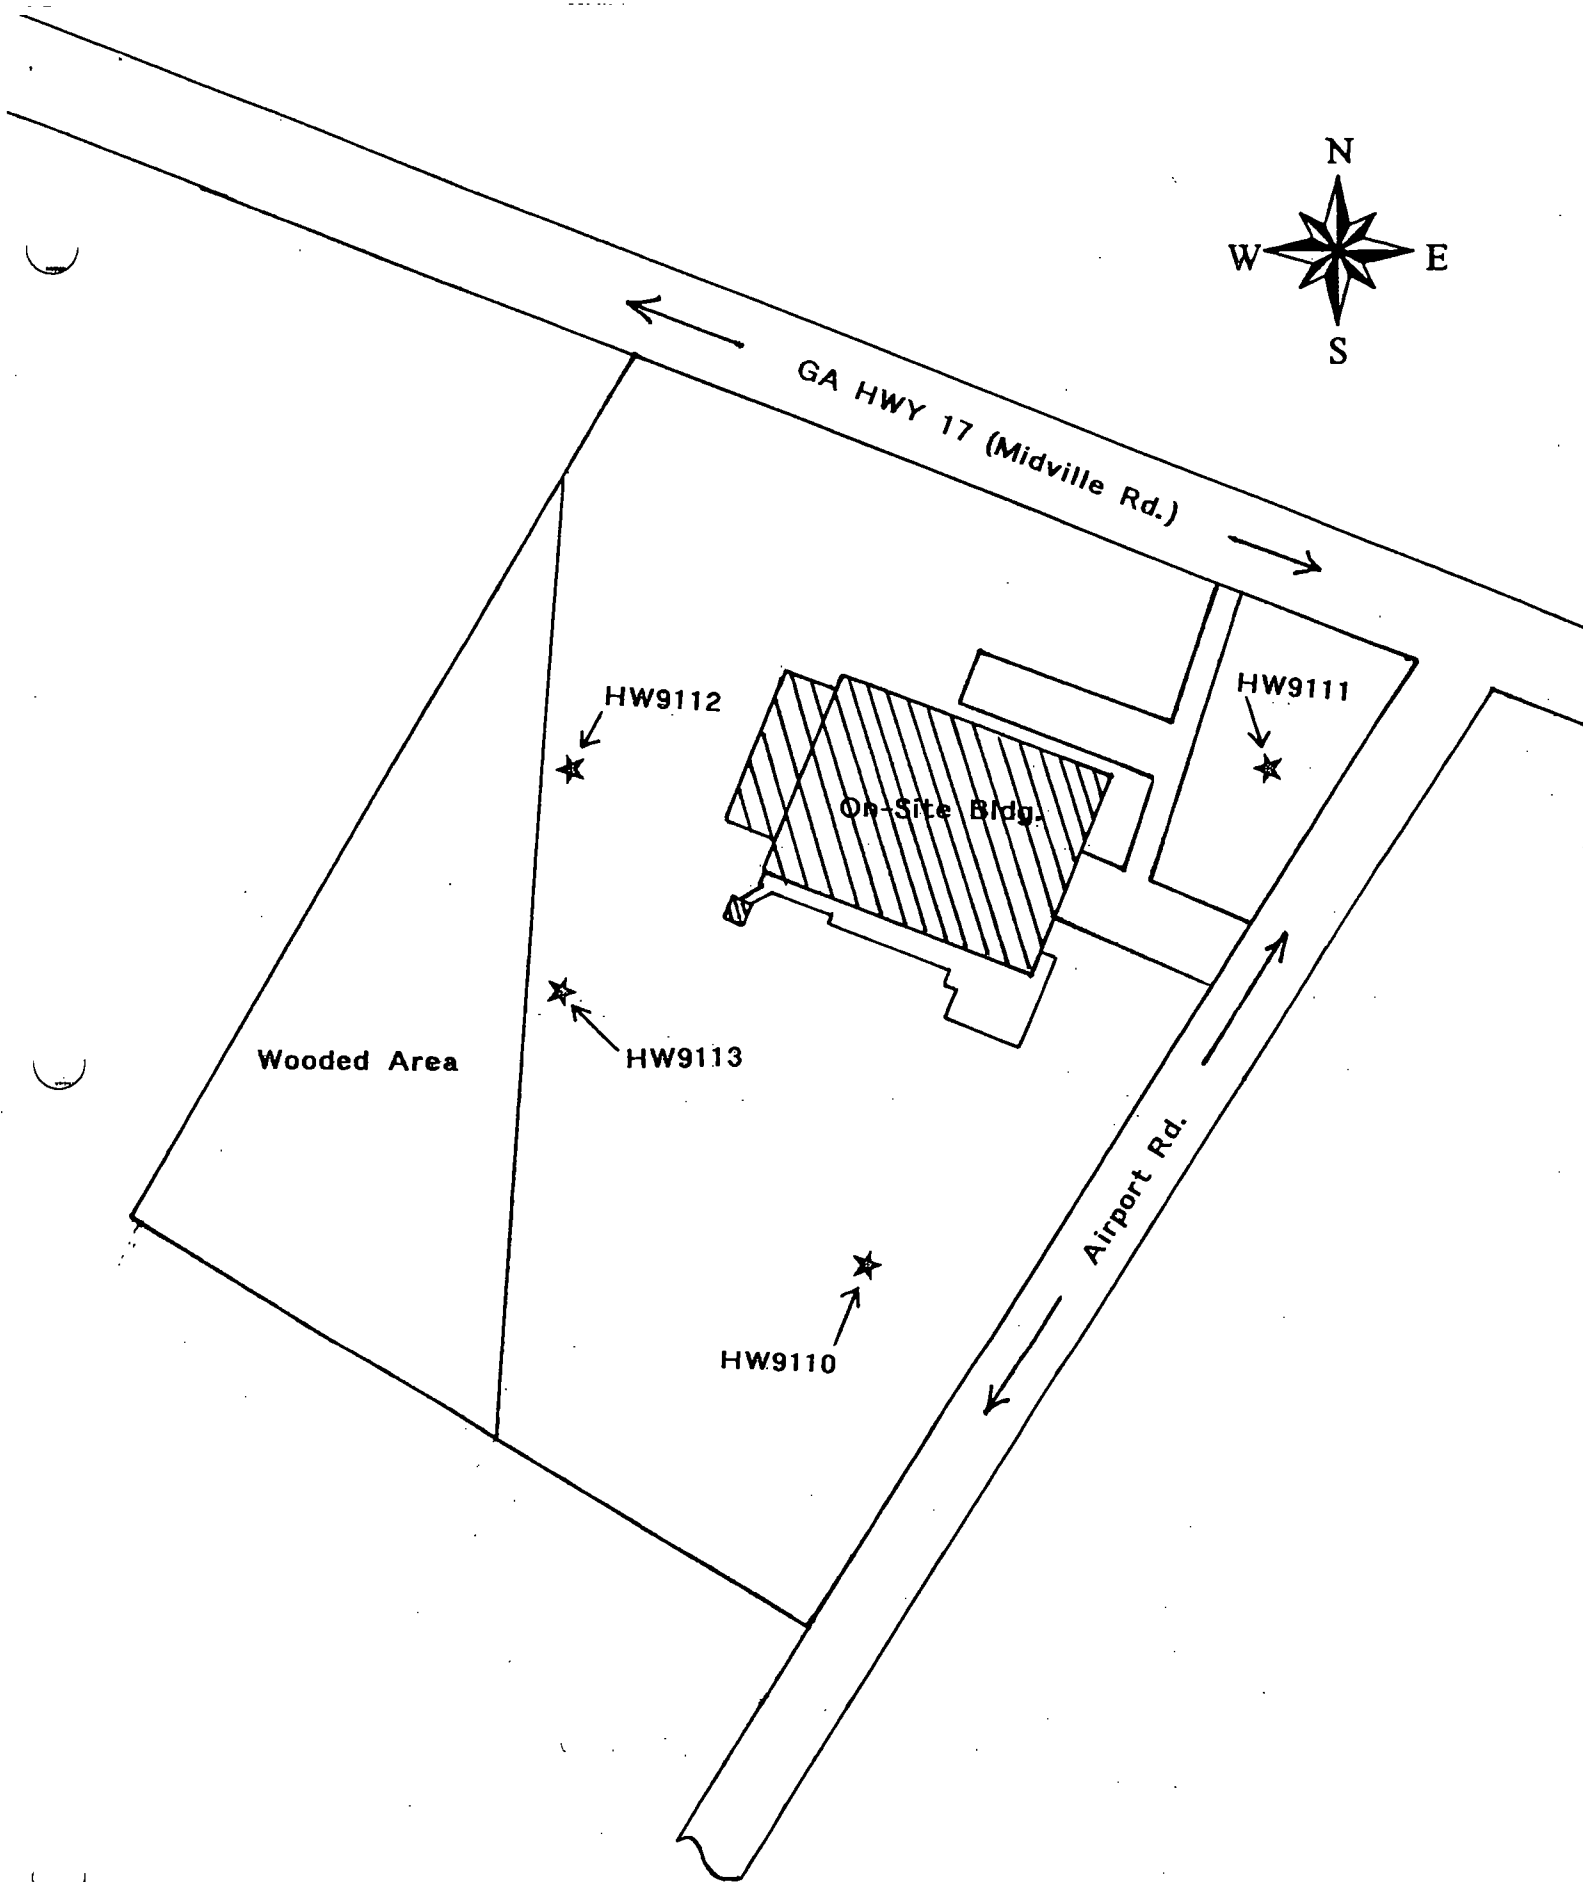 N
W E
S
GA HWY 17 (Midville Rd.)
HW9112
HW9111
On-Site Bldg.
Wooded Area
HW9113
Airport Rd.
HW9110